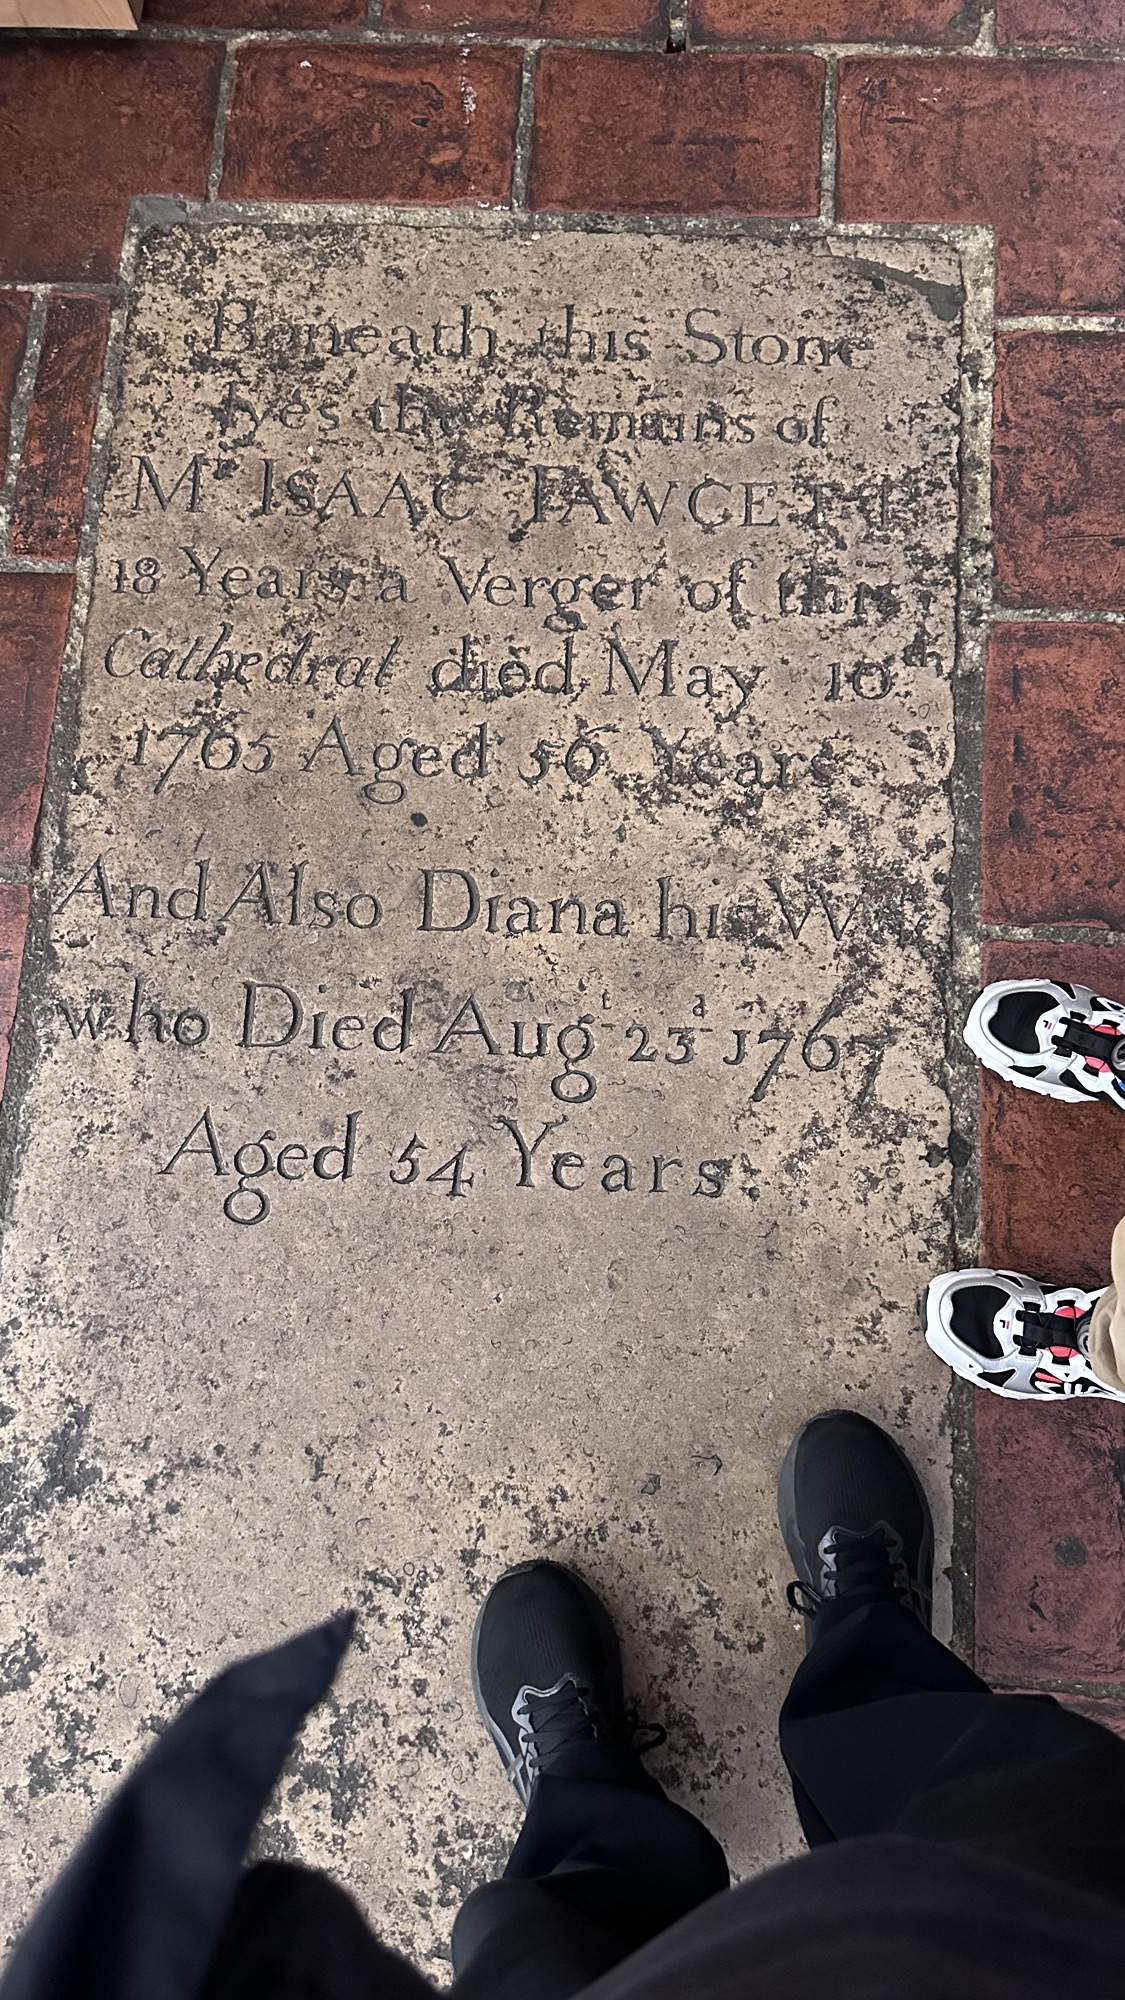 Beneath this Stone
lyes the Remains of
Mr ISAAC FAWCETT
18 Years a Verger of this
Cathedral died May 10th
1765 Aged 56 Years
And Also Diana his
who Died Augt 23d 1767
Aged 54 Years